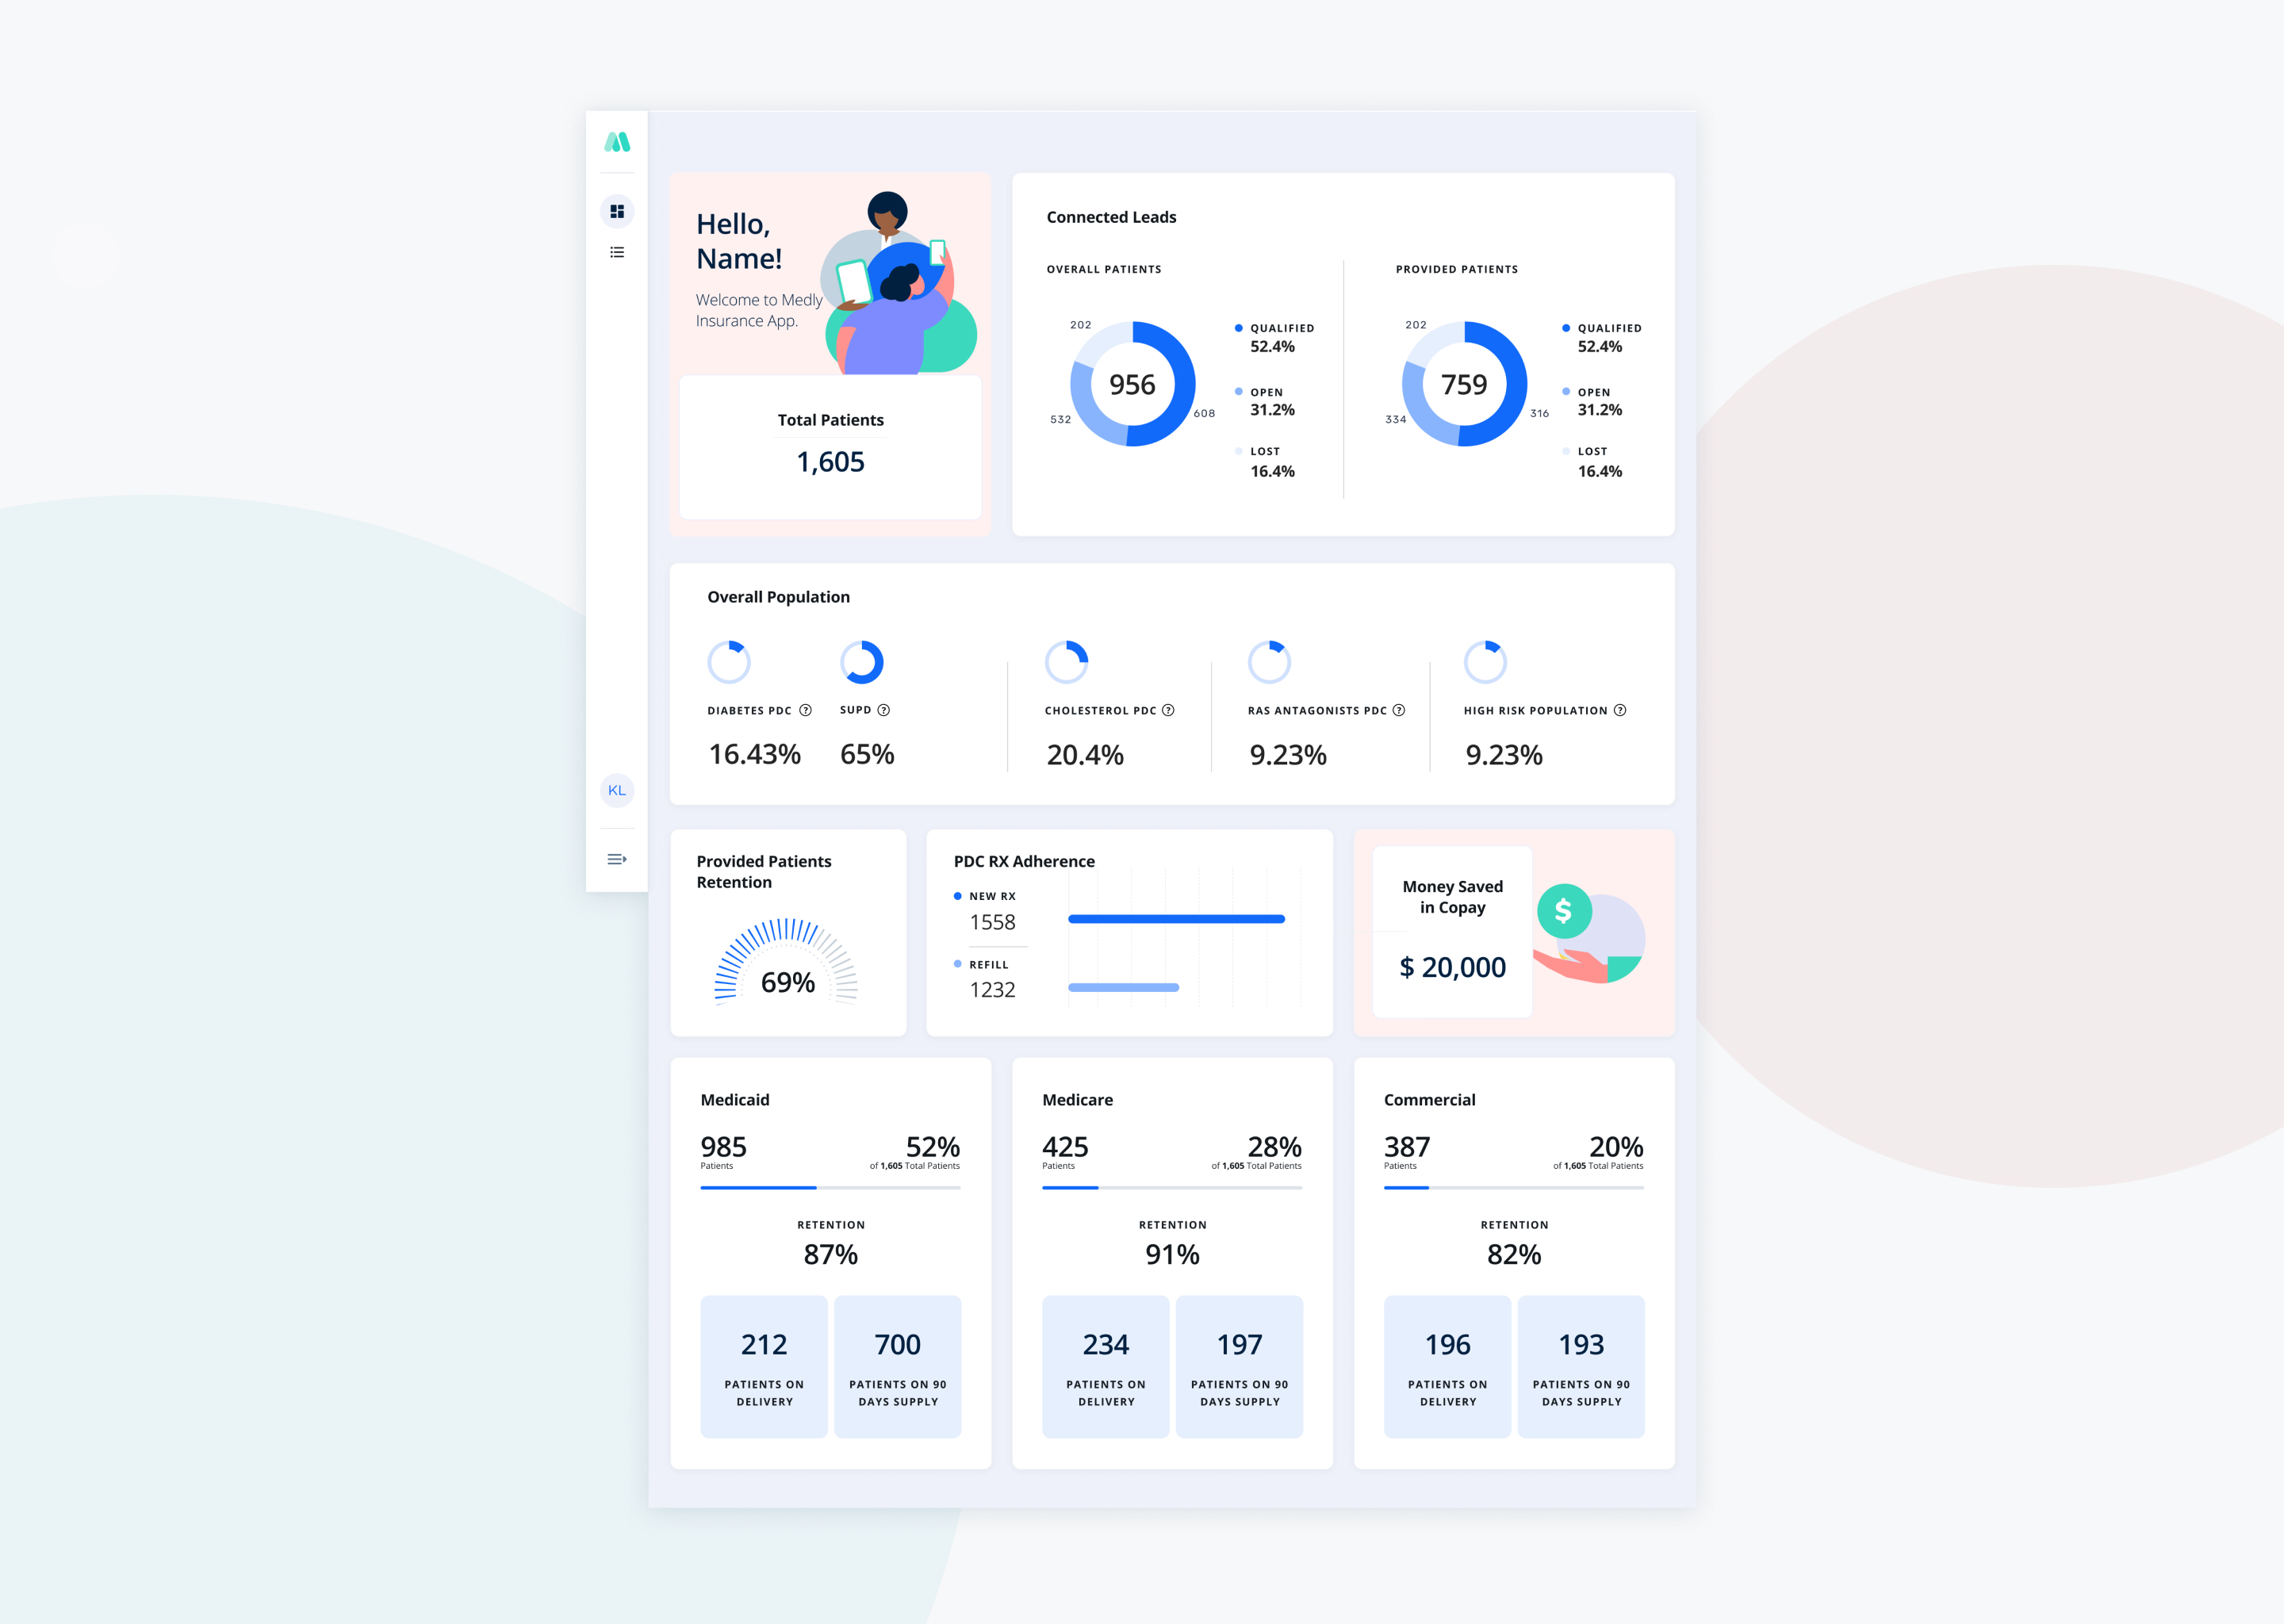 Hello,
Name!
Welcome to Medly
Insurance App.
Total Patients
1,605
Connected Leads
OVERALL PATIENTS
202
956
532
608
QUALIFIED
52.4%
OPEN
31.2%
LOST
16.4%
PROVIDED PATIENTS
202
759
334
316
QUALIFIED
52.4%
OPEN
31.2%
LOST
16.4%
Overall Population
DIABETES PDC ?
16.43%
SUPD ?
65%
CHOLESTEROL PDC ?
20.4%
RAS ANTAGONISTS PDC ?
9.23%
HIGH RISK POPULATION ?
9.23%
KL
Provided Patients
Retention
69%
PDC RX Adherence
NEW RX
1558
REFILL
1232
Money Saved
in Copay
$ 20,000
$
Medicaid
985
Patients
52%
of 1,605 Total Patients
RETENTION
87%
212
PATIENTS ON
DELIVERY
700
PATIENTS ON 90
DAYS SUPPLY
Medicare
425
Patients
28%
of 1,605 Total Patients
RETENTION
91%
234
PATIENTS ON
DELIVERY
197
PATIENTS ON 90
DAYS SUPPLY
Commercial
387
Patients
20%
of 1,605 Total Patients
RETENTION
82%
196
PATIENTS ON
DELIVERY
193
PATIENTS ON 90
DAYS SUPPLY